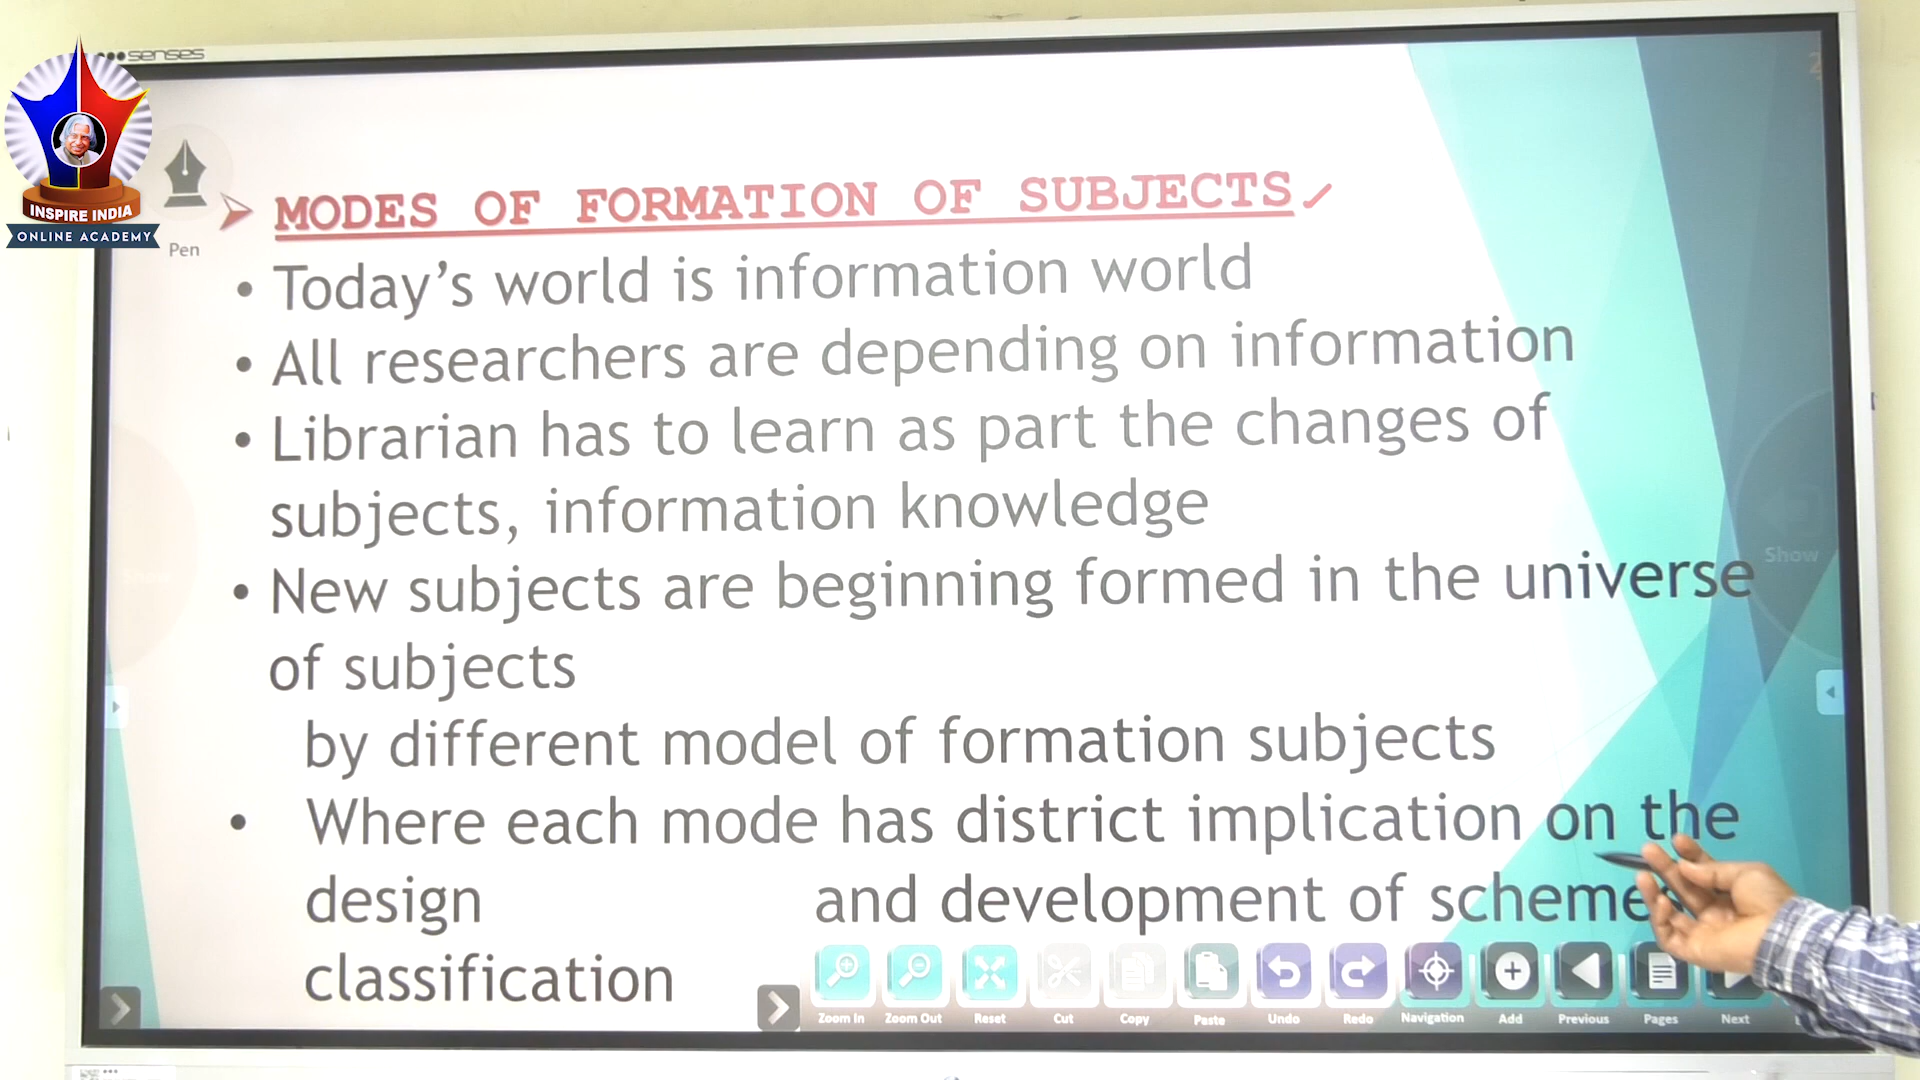 senses
INSPIRE INDIA
ONLINE ACADEMY
Pen
MODES OF FORMATION OF SUBJECTS
• Today’s world is information world
• All researchers are depending on information
• Librarian has to learn as part the changes of
subjects, information knowledge
• New subjects are beginning formed in the universe
of subjects
by different model of formation subjects
• Where each mode has district implication on the
design and development of schemes
classification
Show
Show
Zoom In Zoom Out Reset Cut Copy Paste Undo Redo Navigation Add Previous Pages Next